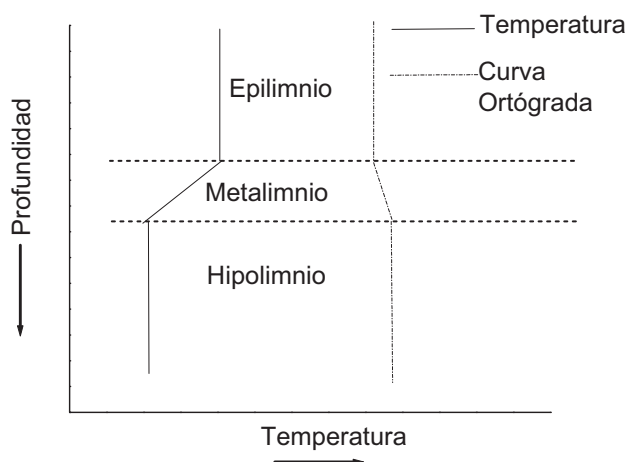 Temperatura
Curva
Ortógrada
Epilimnio
Metalimnio
Hipolimnio
Profundidad
Temperatura